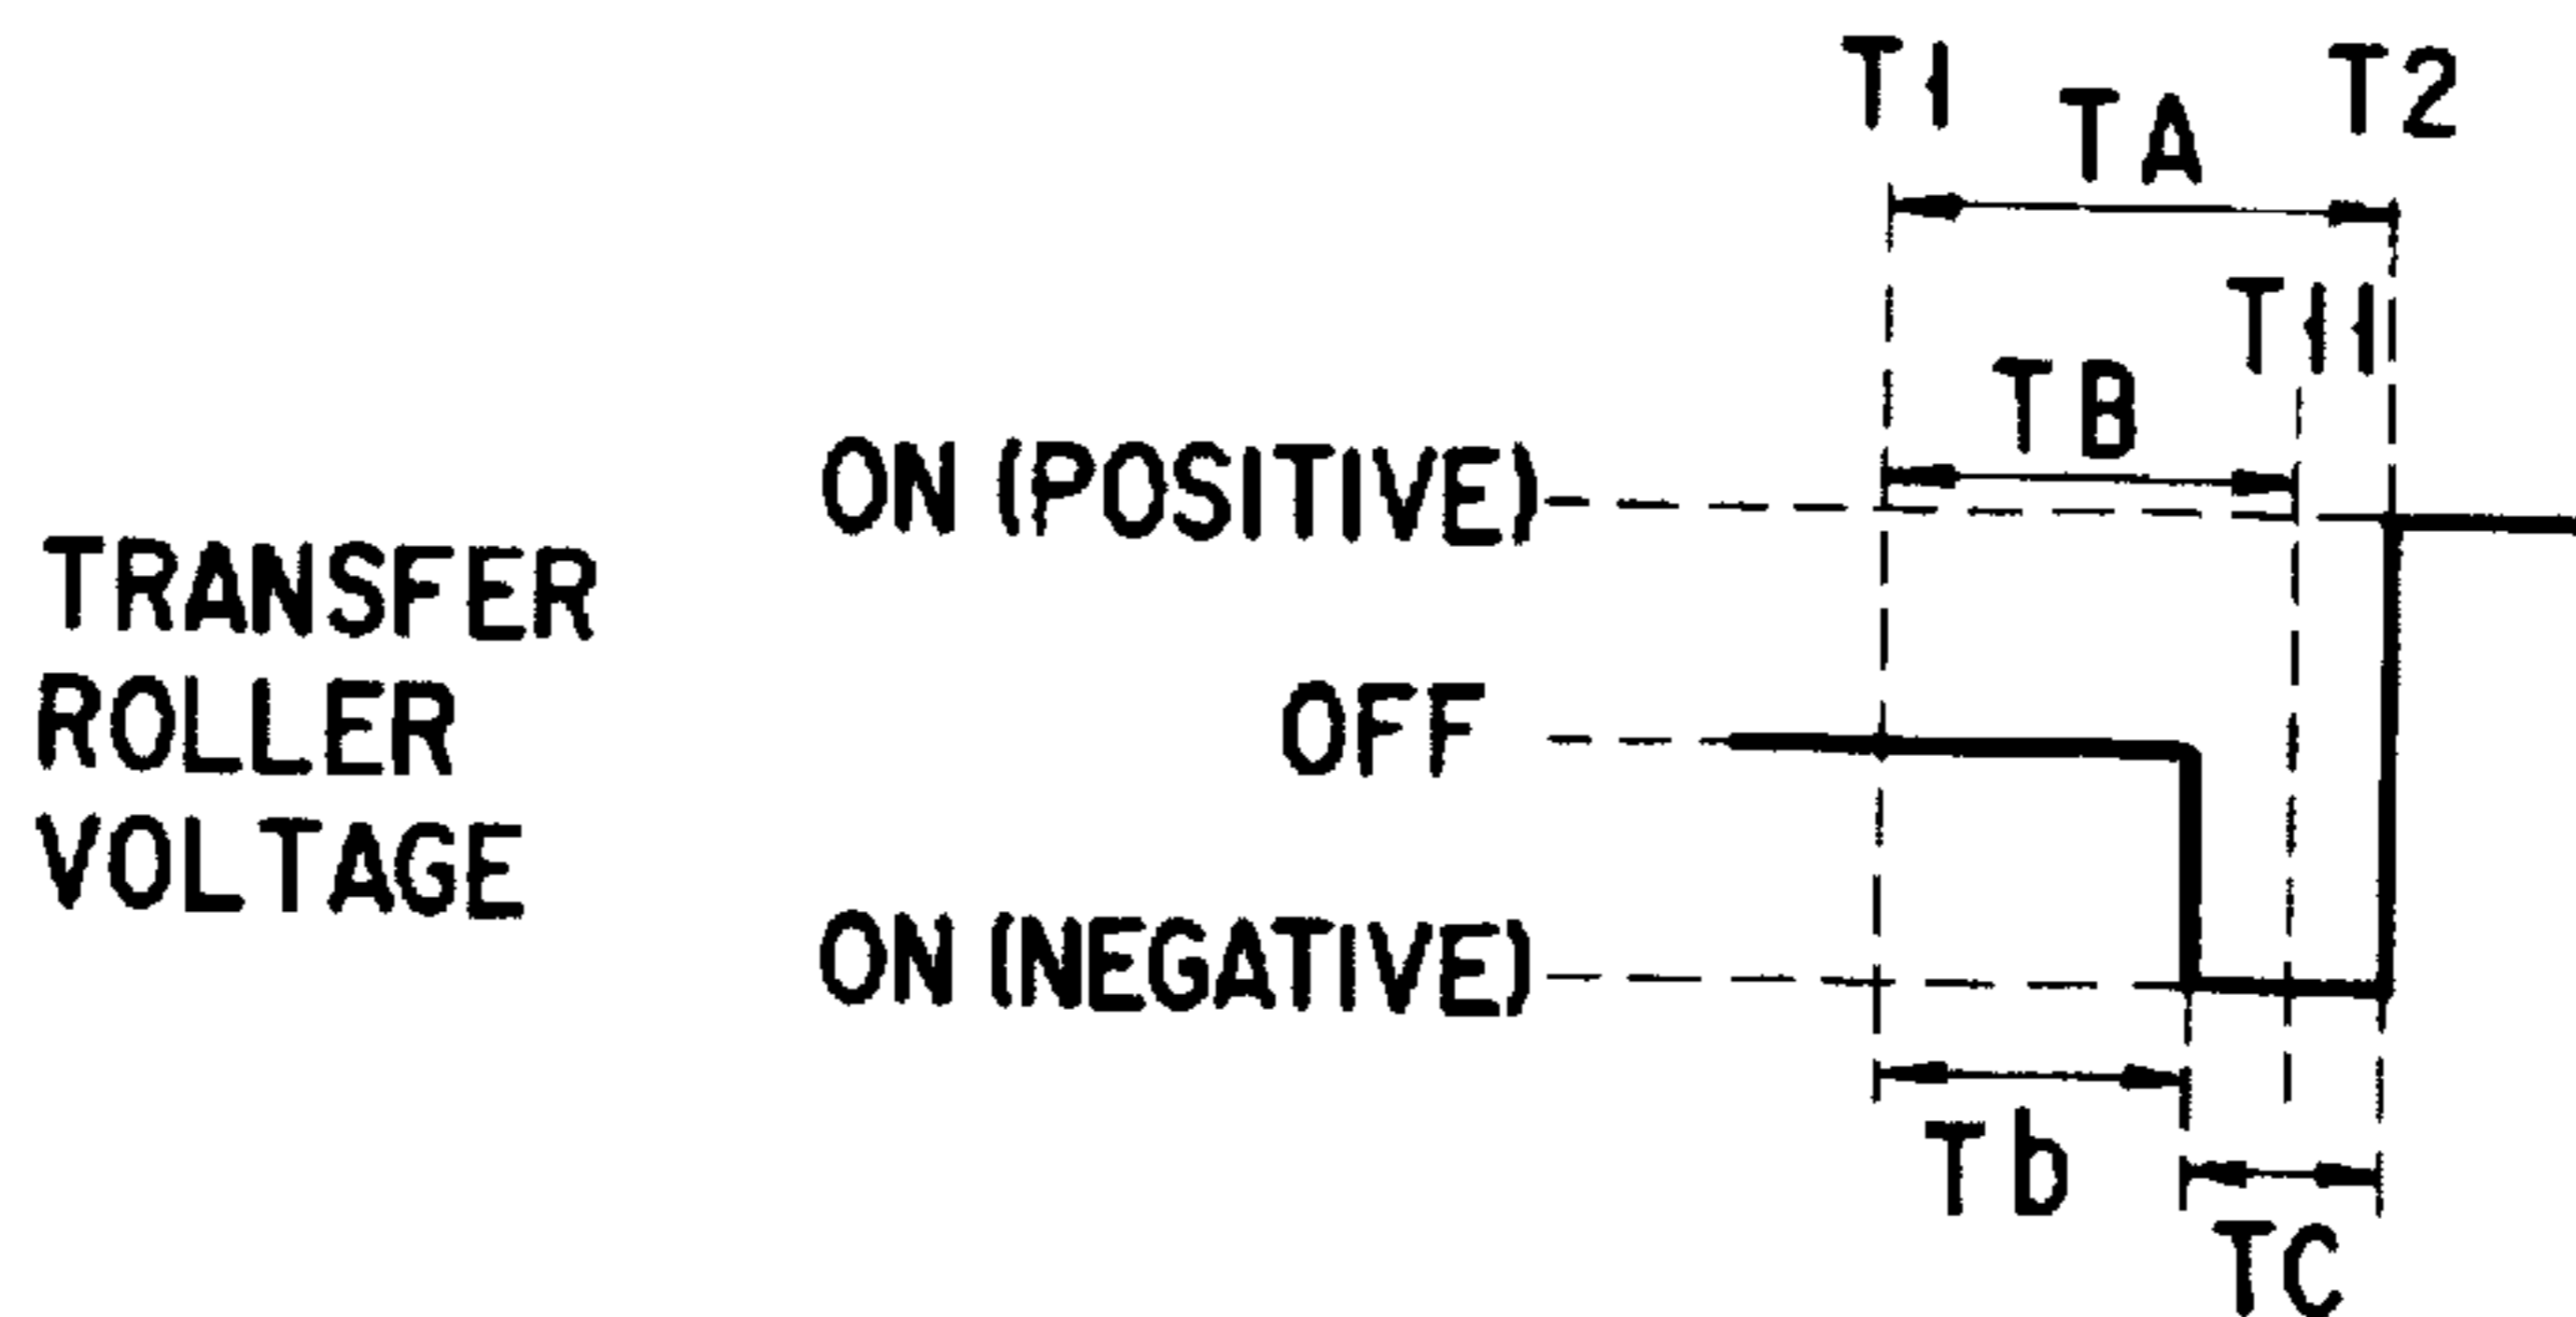 T1
T2
TA
T11
TB
ON (POSITIVE)
TRANSFER
ROLLER
VOLTAGE
OFF
ON (NEGATIVE)
Tb
TC